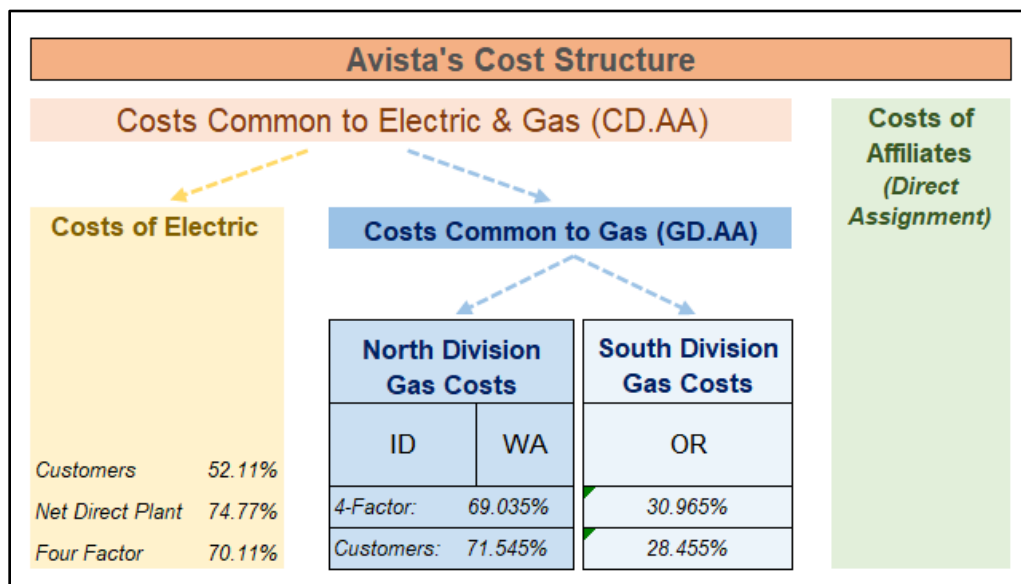 Avista's Cost Structure
Costs Common to Electric & Gas (CD.AA)
Costs of
Affiliates
(Direct
Assignment)
Costs of Electric
Costs Common to Gas (GD.AA)
North Division
Gas Costs
South Division
Gas Costs
ID WA OR
Customers 52.11%
Net Direct Plant 74.77%
Four Factor 70.11%
4-Factor: 69.035% 30.965%
Customers: 71.545% 28.455%